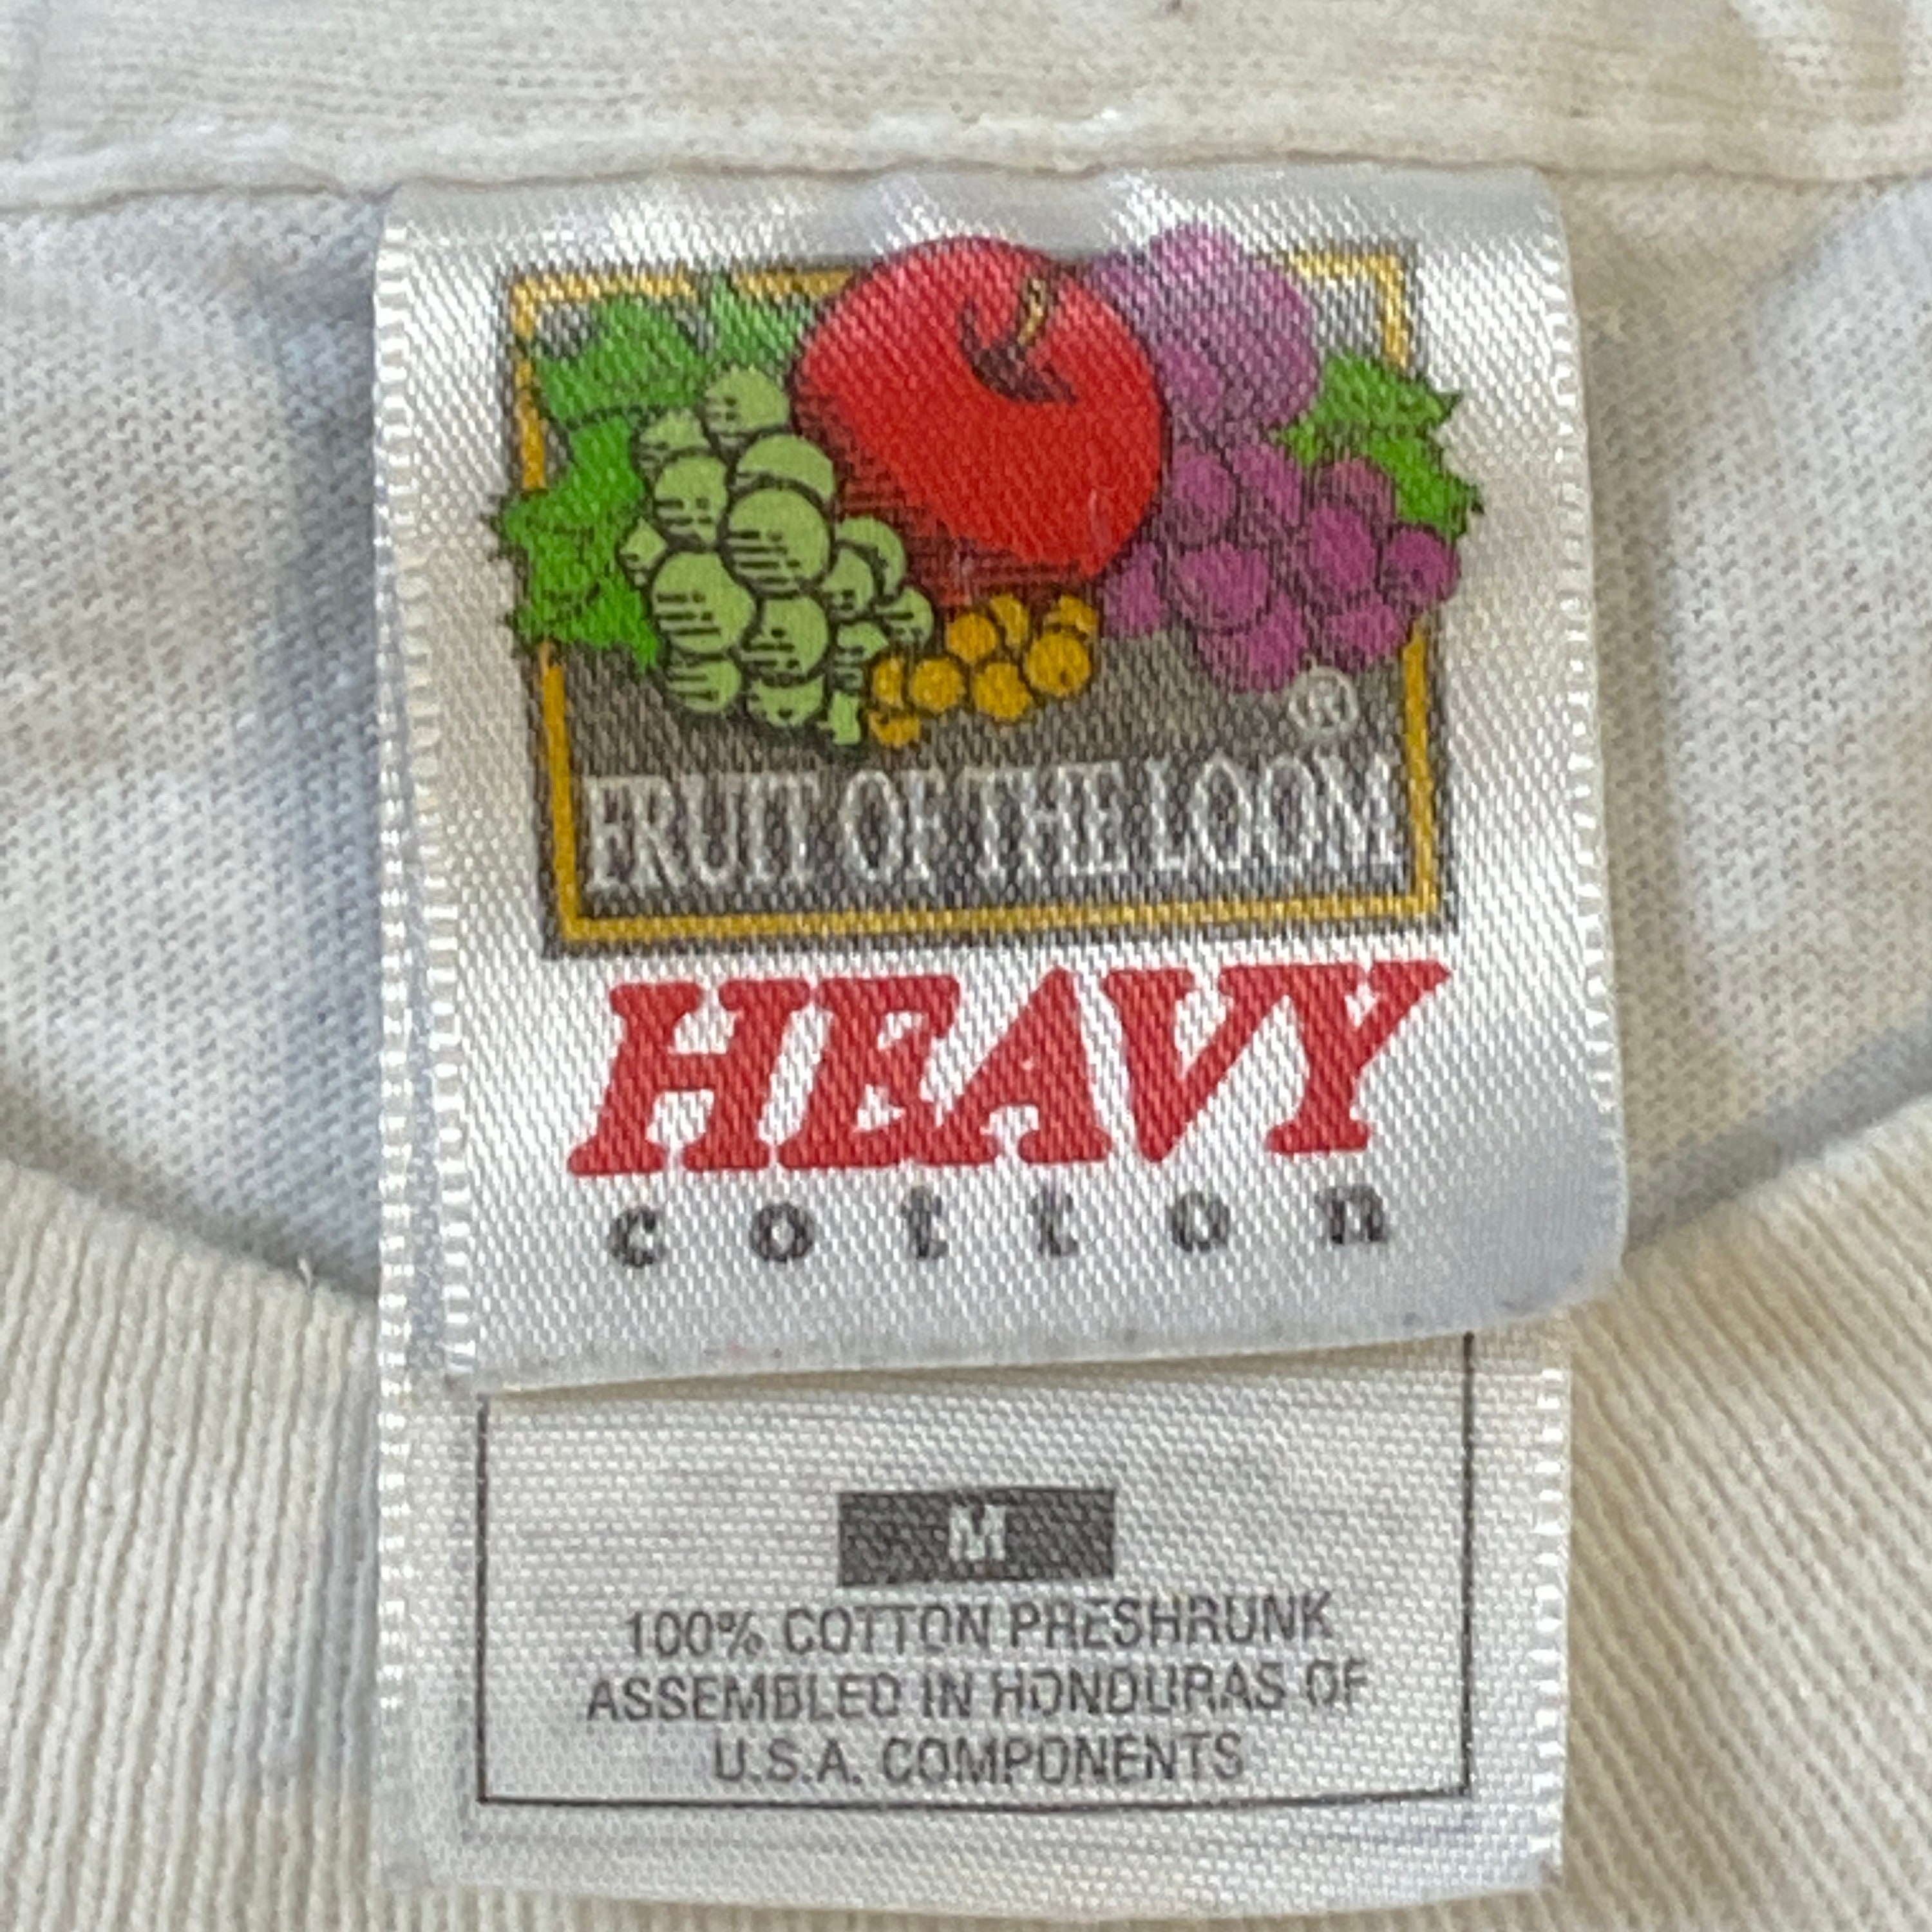 ®
FRUIT OF THE LOOM
HEAVY
cotton
M
100% COTTON PRESHRUNK
ASSEMBLED IN HONDURAS OF
U.S.A. COMPONENTS